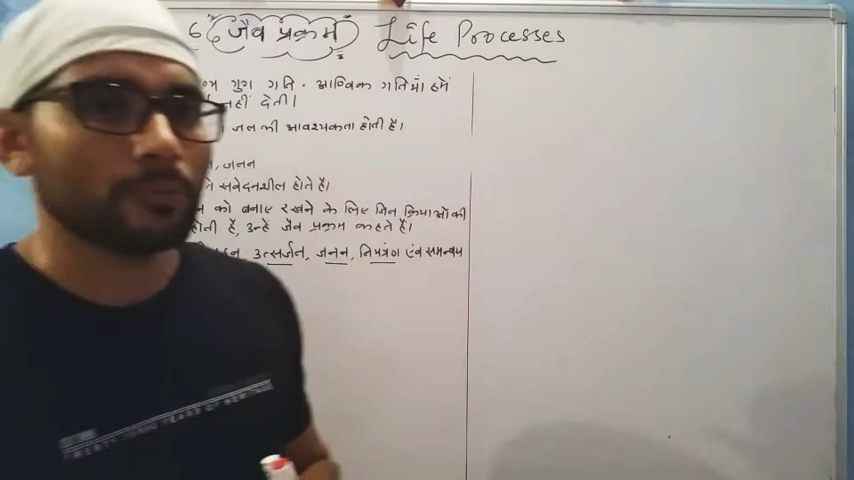 6 जैव प्रक्रम Life Processes
गुण गति - आण्विक गतियाँ हमें
नहीं देती।
जल की आवश्यकता होती है।
, जनन
संवेदनशील होते हैं।
को बनाए रखने के लिए जिन क्रियाओं की
होती है, उन्हें जैव प्रक्रम कहते हैं।
उत्सर्जन, जनन, नियंत्रण एवं समन्वय